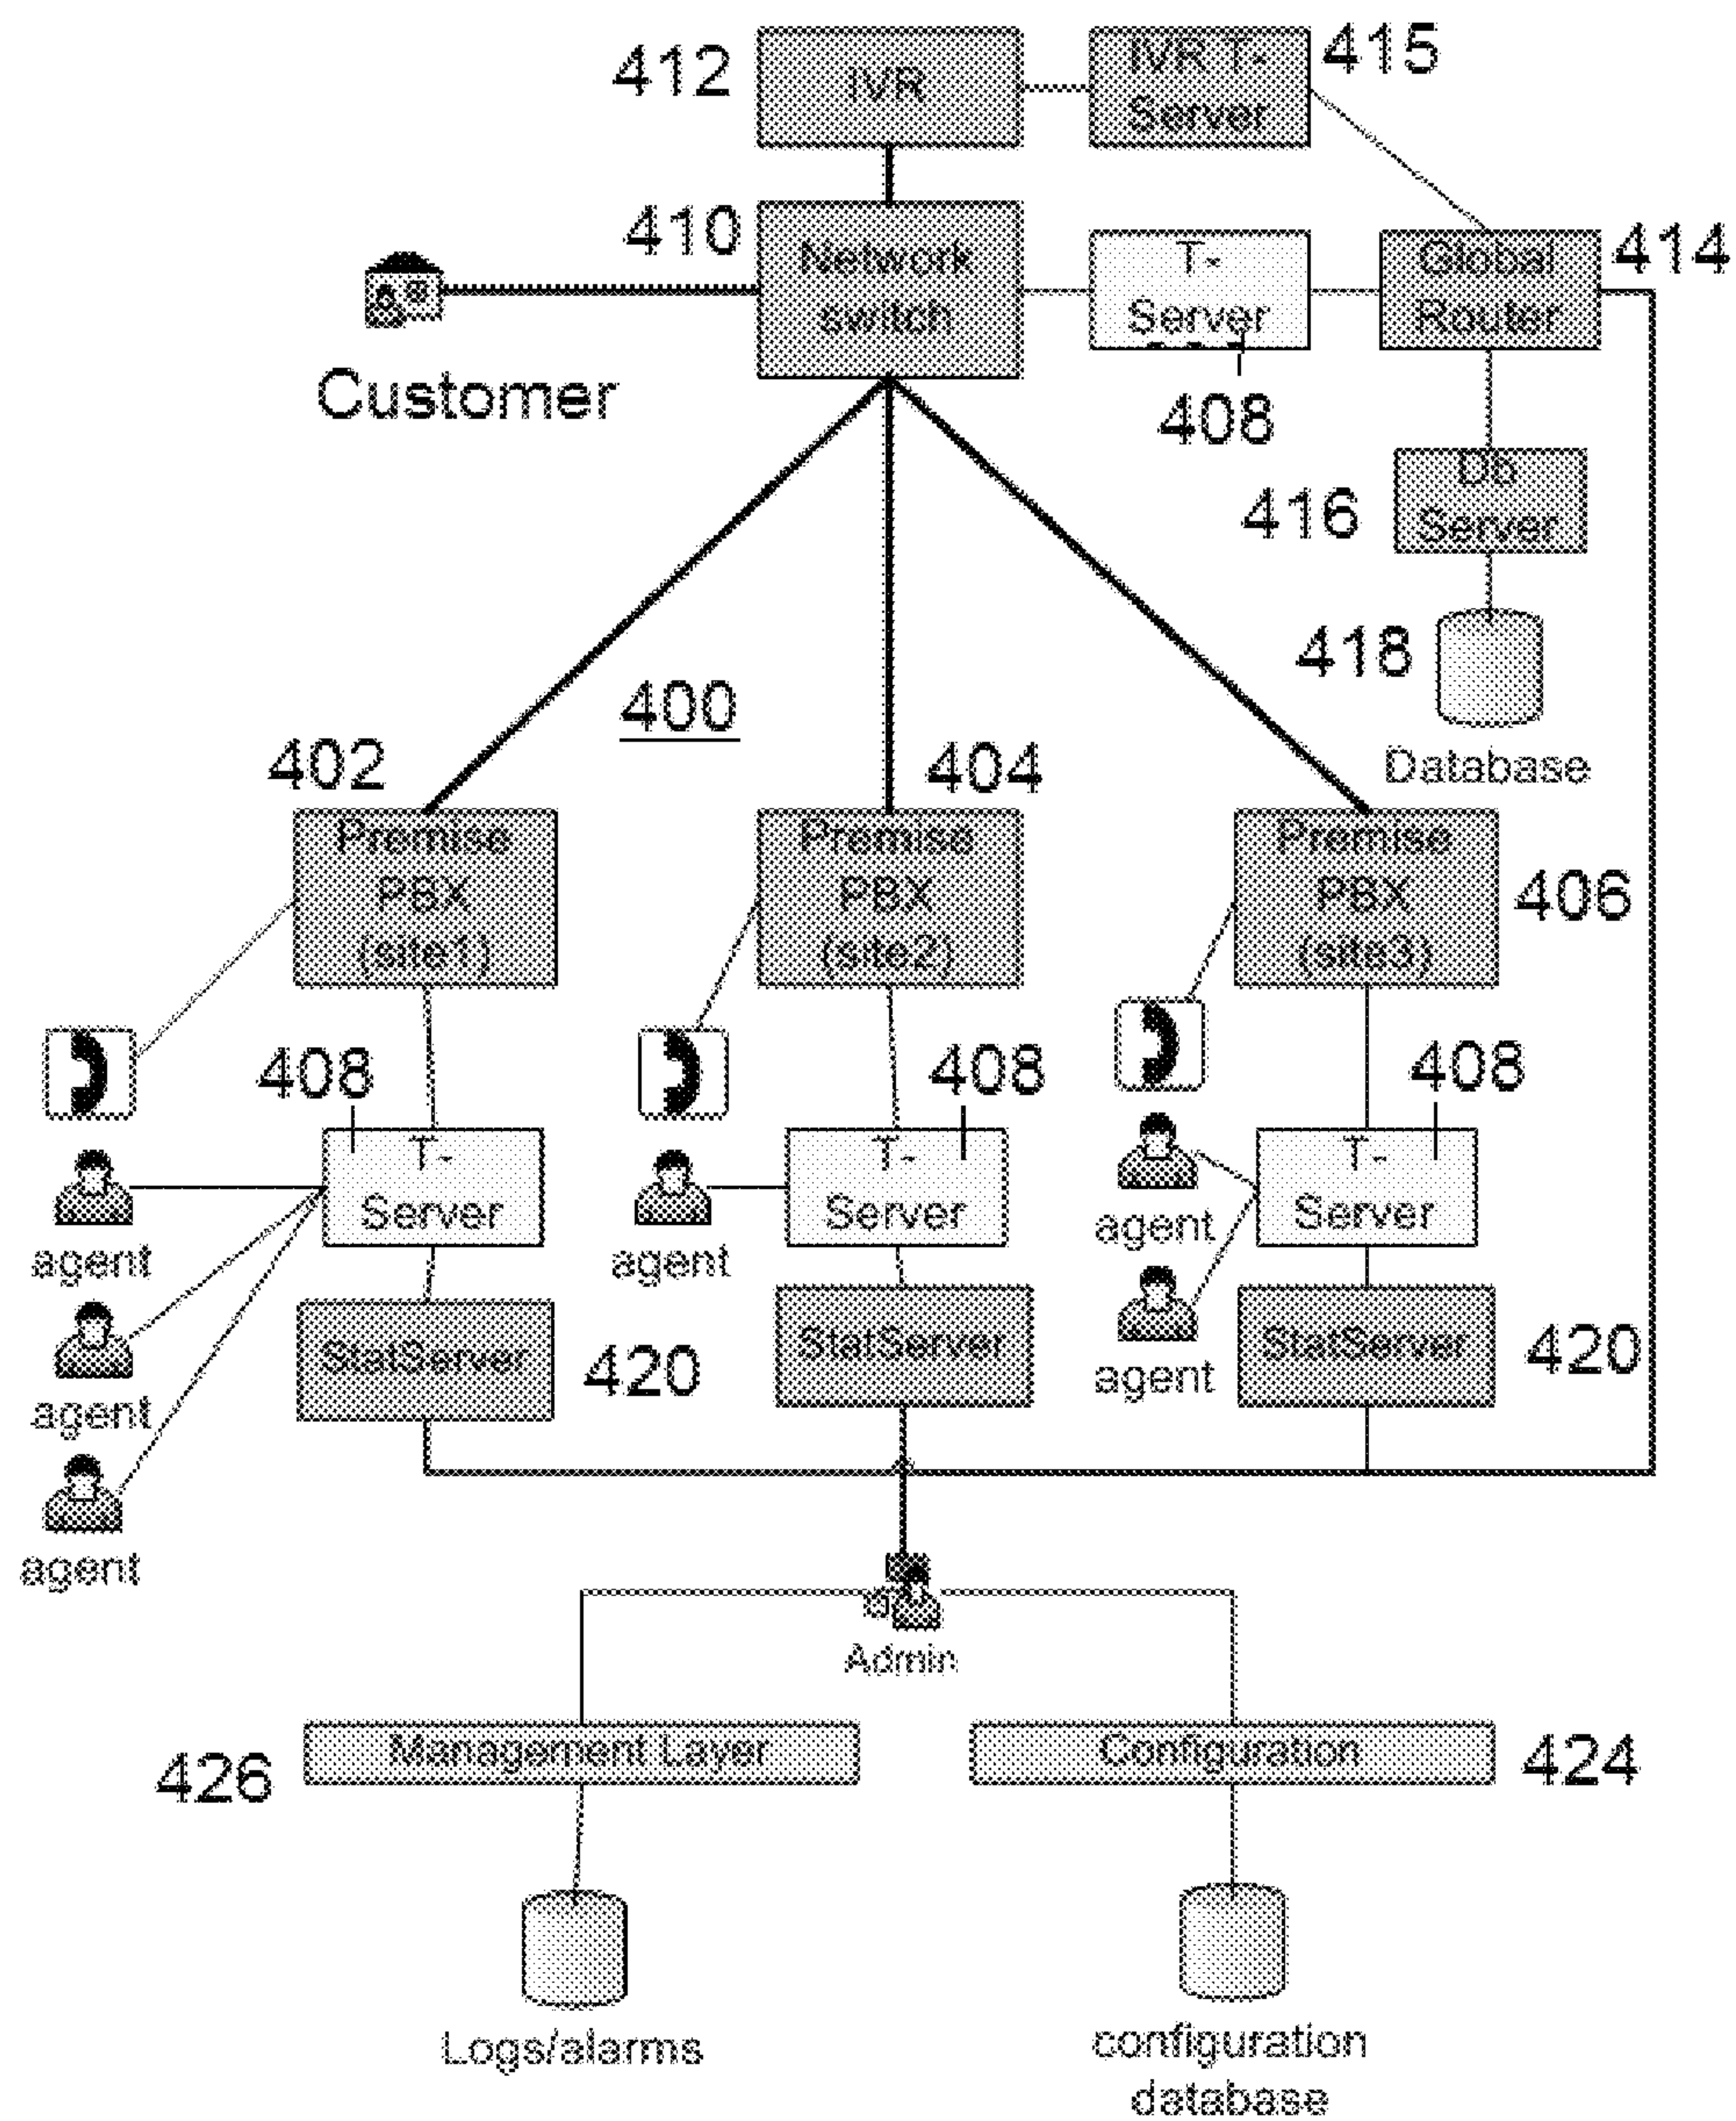 412
IVR
IVR T-
Server
415
410
Network
switch
T-
Server
408
Global
Router
414
Customer
416
Db
Server
418
Database
400
402
Premise
PBX
(site1)
404
Premise
PBX
(site2)
Premise
PBX
(site3)
406
408
T-
Server
408
T-
Server
408
T-
Server
agent
agent
agent
agent
agent
agent
StatServer
420
StatServer
StatServer
420
Admin
Management Layer
426
Configuration
424
Logs/alarms
configuration
database